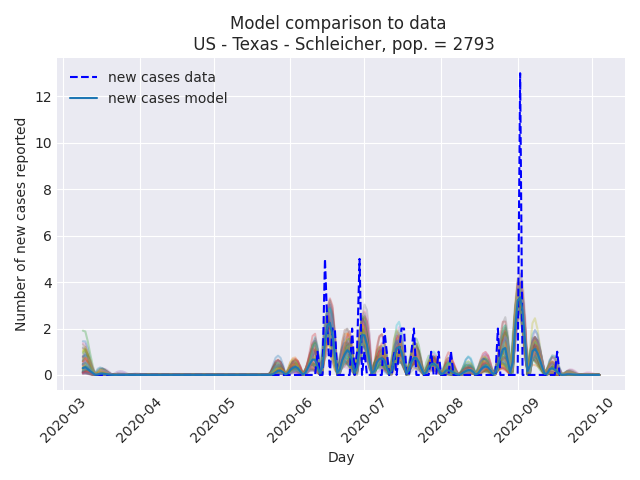 Model comparison to data
US - Texas - Schleicher, pop. = 2793
new cases data
new cases model
Number of new cases reported
12
10
8
6
4
2
0
2020-03
2020-04
2020-05
2020-06
2020-07
2020-08
2020-09
2020-10
Day